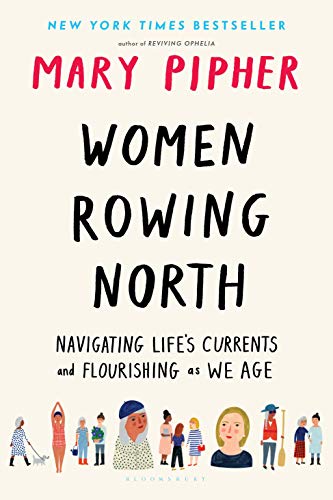 NEW YORK TIMES BESTSELLER
author of REVIVING OPHELIA
MARY PIPHER
WOMEN
ROWING
NORTH
NAVIGATING LIFE'S CURRENTS
and FLOURISHING as WE AGE
BLOOMSBURY